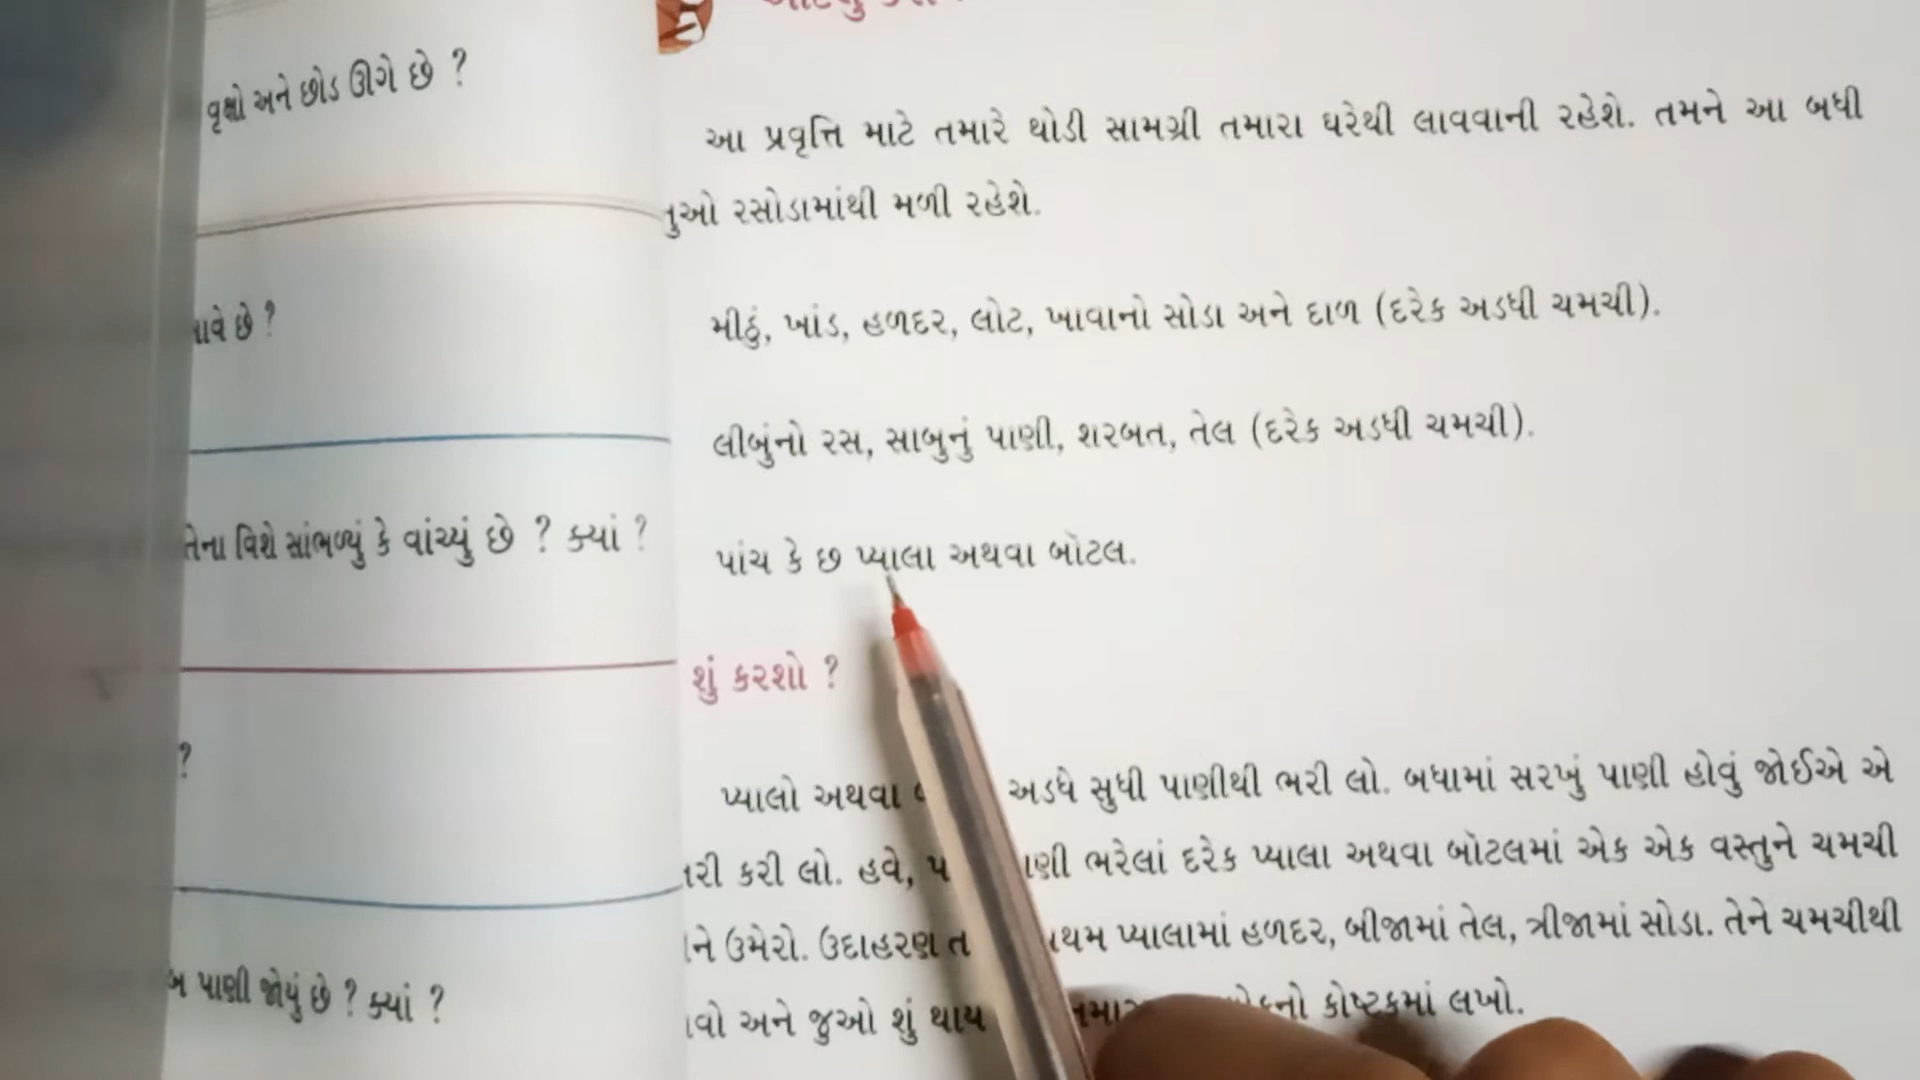 વૃક્ષો અને છોડ ઊગે છે ?
છે ?
તેના વિશે સાંભળ્યું કે વાંચ્યું છે ? ક્યાં ?
?
પાણી જોયું છે ? ક્યાં ?
આ પ્રવૃત્તિ માટે તમારે થોડી સામગ્રી તમારા ઘરેથી લાવવાની રહેશે. તમને આ બધી
રસોડામાંથી મળી રહેશે.
મીઠું, ખાંડ, હળદર, લોટ, ખાવાનો સોડા અને દાળ (દરેક અડધી ચમચી).
લીબુંનો રસ, સાબુનું પાણી, શરબત, તેલ (દરેક અડધી ચમચી).
પાંચ કે છ પ્યાલા અથવા બૉટલ.
શું કરશો ?
પ્યાલો અથવા અડધે સુધી પાણીથી ભરી લો. બધામાં સરખું પાણી હોવું જોઈએ એ
કરી લો. હવે, ભરેલાં દરેક પ્યાલા અથવા બૉટલમાં એક એક વસ્તુને ચમચી
ઉમેરો. ઉદાહરણ ત પ્યાલામાં હળદર, બીજામાં તેલ, ત્રીજામાં સોડા. તેને ચમચીથી
અને જુઓ શું થાય કોષ્ટકમાં લખો.